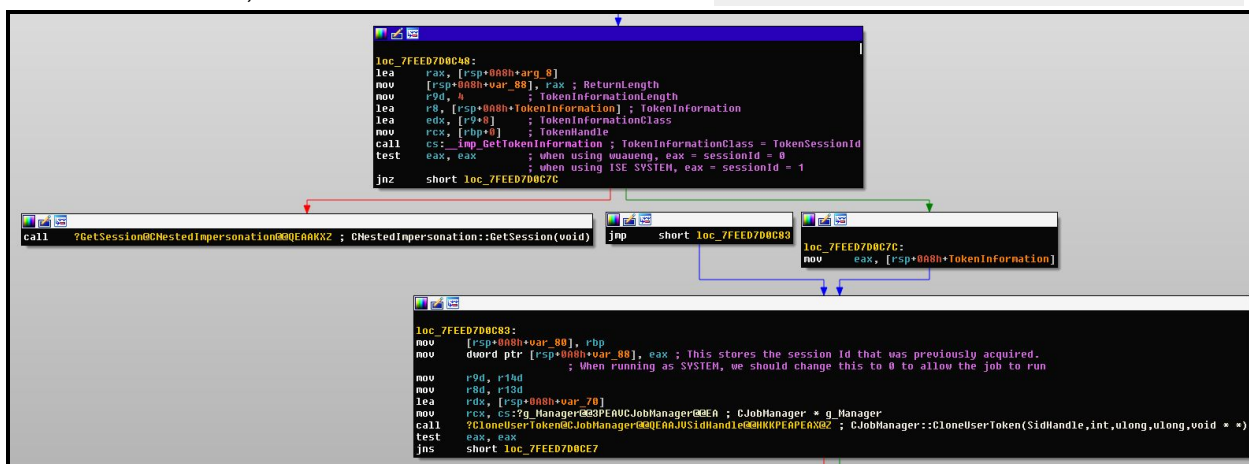 loc_7FEED7D0C48:
lea rax, [rsp+0A8h+arg_8]
mov [rsp+0A8h+var_88], rax ; ReturnLength
mov r9d, 4 ; TokenInformationLength
lea r8, [rsp+0A8h+TokenInformation] ; TokenInformation
lea edx, [r9+8] ; TokenInformationClass
mov rcx, [rbp+0] ; TokenHandle
call cs:__imp_GetTokenInformation ; TokenInformationClass = TokenSessionId
test eax, eax ; when using wuaueng, eax = sessionId = 0
; when using ISE SYSTEM, eax = sessionId = 1
jnz short loc_7FEED7D0C7C
call ?GetSession@CNestedImpersonation@@QEAAKXZ ; CNestedImpersonation::GetSession(void)
jmp short loc_7FEED7D0C83
loc_7FEED7D0C7C:
mov eax, [rsp+0A8h+TokenInformation]
loc_7FEED7D0C83:
mov [rsp+0A8h+var_80], rbp
mov dword ptr [rsp+0A8h+var_88], eax ; This stores the session Id that was previously acquired.
; When running as SYSTEM, we should change this to 0 to allow the job to run
mov r9d, r14d
mov r8d, r13d
lea rdx, [rsp+0A8h+var_70]
mov rcx, cs:?g_Manager@@3PEAVCJobManager@@EA ; CJobManager * g_Manager
call ?CloneUserToken@CJobManager@@QEAAJVSidHandle@@HKKPEAPEAX@Z ; CJobManager::CloneUserToken(SidHandle,int,ulong,ulong,void * *)
test eax, eax
jns short loc_7FEED7D0CE7